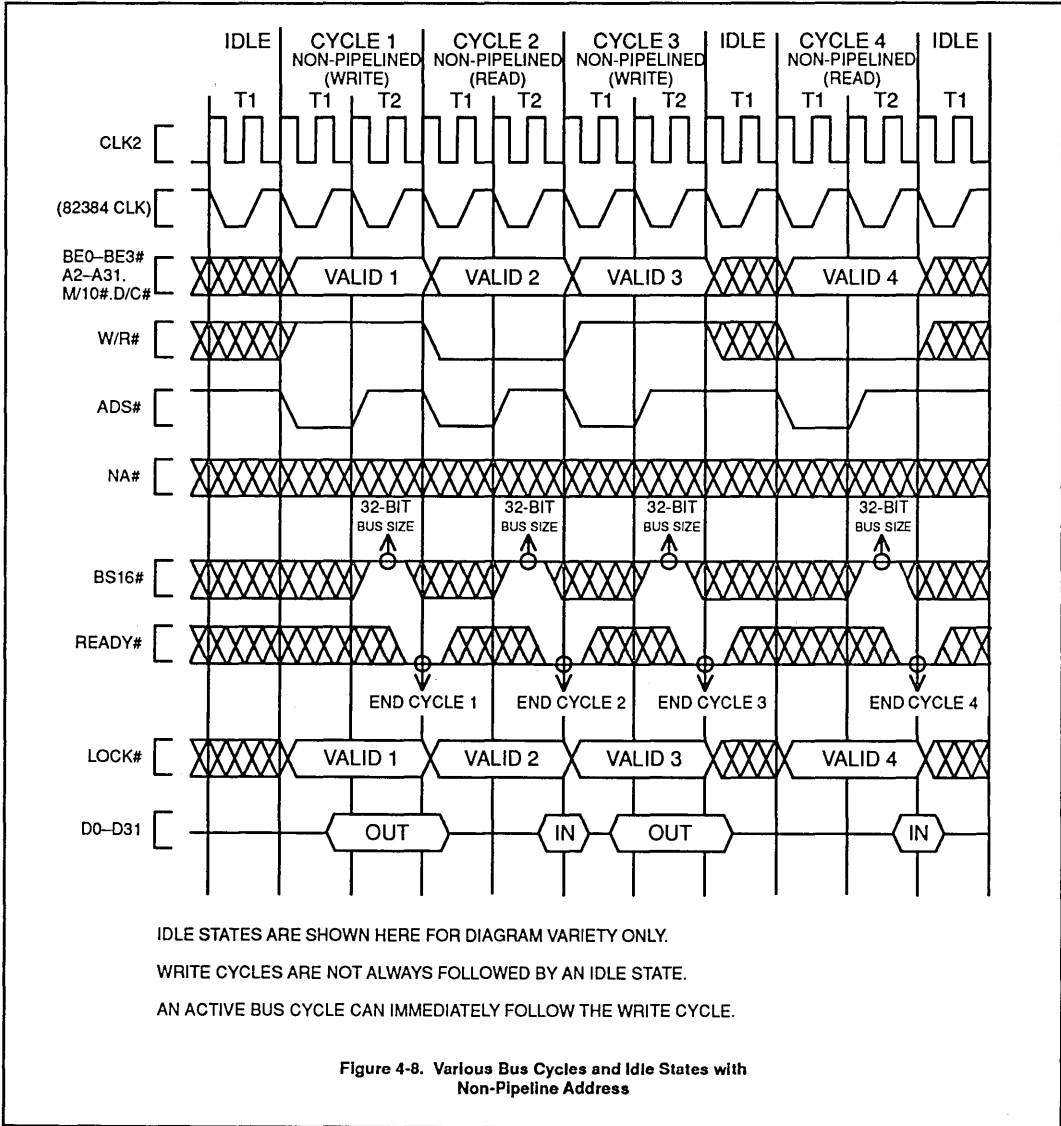 IDLE CYCLE 1 CYCLE 2 CYCLE 3 IDLE CYCLE 4 IDLE
NON-PIPELINED NON-PIPELINED NON-PIPELINED NON-PIPELINED
(WRITE) (READ) (WRITE) (READ)
T1 T1 T2 T1 T2 T1 T2 T1 T1 T2 T1
CLK2
(82384 CLK)
BE0–BE3#
A2–A31.
M/10#.D/C#
VALID 1 VALID 2 VALID 3 VALID 4
W/R#
ADS#
NA#
32-BIT 32-BIT 32-BIT 32-BIT
BUS SIZE BUS SIZE BUS SIZE BUS SIZE
BS16#
READY#
END CYCLE 1 END CYCLE 2 END CYCLE 3 END CYCLE 4
LOCK# VALID 1 VALID 2 VALID 3 VALID 4
D0–D31 OUT IN OUT IN
IDLE STATES ARE SHOWN HERE FOR DIAGRAM VARIETY ONLY.
WRITE CYCLES ARE NOT ALWAYS FOLLOWED BY AN IDLE STATE.
AN ACTIVE BUS CYCLE CAN IMMEDIATELY FOLLOW THE WRITE CYCLE.
Figure 4-8. Various Bus Cycles and Idle States with
Non-Pipeline Address